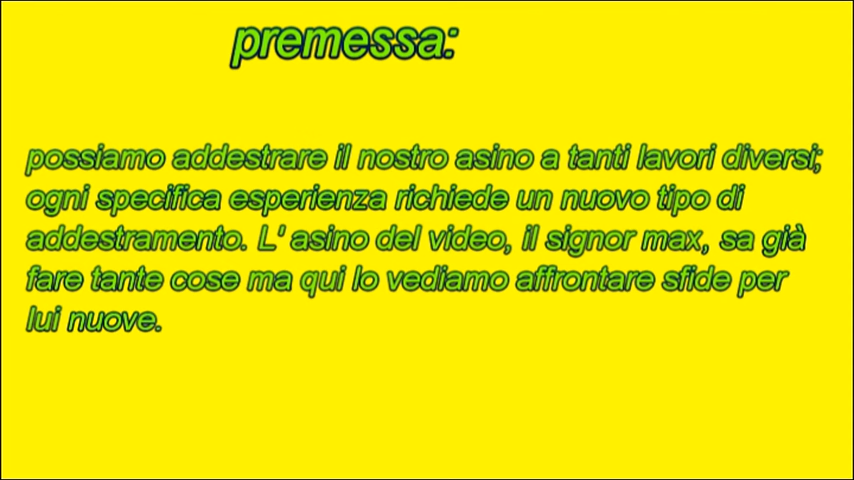 premessa:
possiamo addestrare il nostro asino a tanti lavori diversi;
ogni specifica esperienza richiede un nuovo tipo di
addestramento. L' asino del video, il signor max, sa già
fare tante cose ma qui lo vediamo affrontare sfide per
lui nuove.